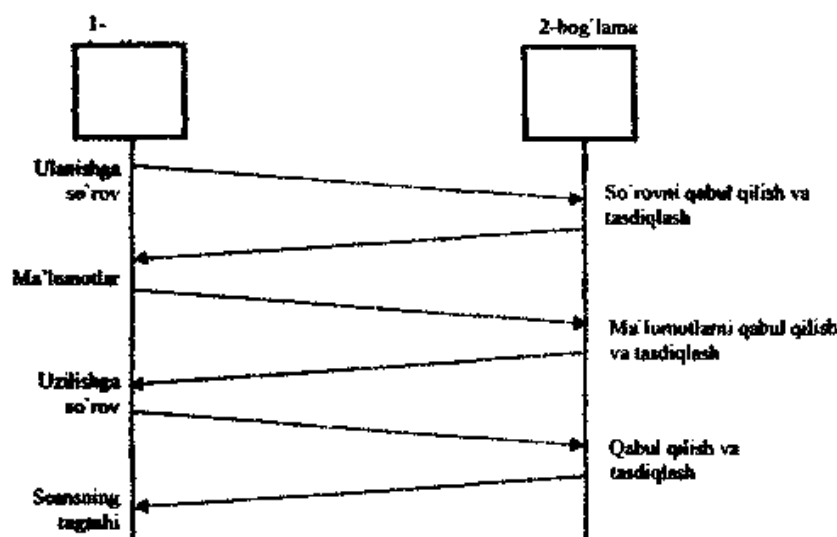 1-
2-bog`lama
Ulanishga
so`rov
So`rovni qabul qilish va
tasdiqlash
Ma`lumotlar
Ma`lumotlarni qabul qilish
va tasdiqlash
Uzilishga
so`rov
Qabul qilish va
tasdiqlash
Seansning